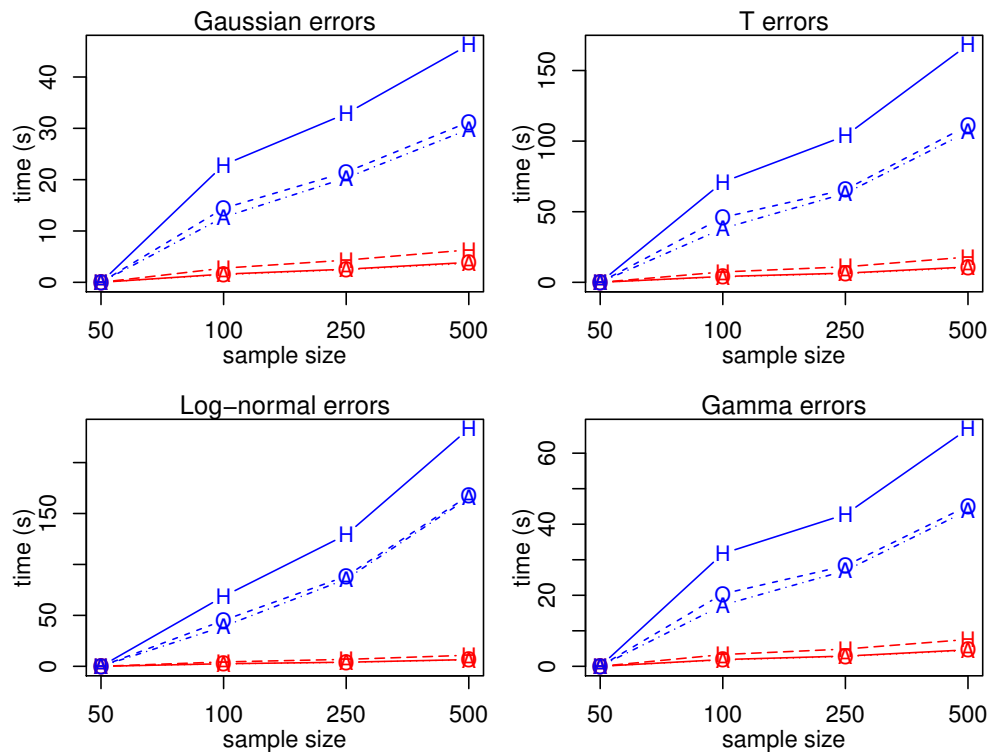 Gaussian errors
time (s)
0 10 20 30 40
H H H H
O O O O
A A A A
H H H H
O O O O
A A A A
50 100 250 500
sample size
T errors
time (s)
0 50 100 150
H H H H
O O O O
A A A A
H H H H
O O O O
A A A A
50 100 250 500
sample size
Log−normal errors
time (s)
0 50 150
H H H H
O O O O
A A A A
H H H H
O O O O
A A A A
50 100 250 500
sample size
Gamma errors
time (s)
0 20 40 60
H H H H
O O O O
A A A A
H H H H
O O O O
A A A A
50 100 250 500
sample size